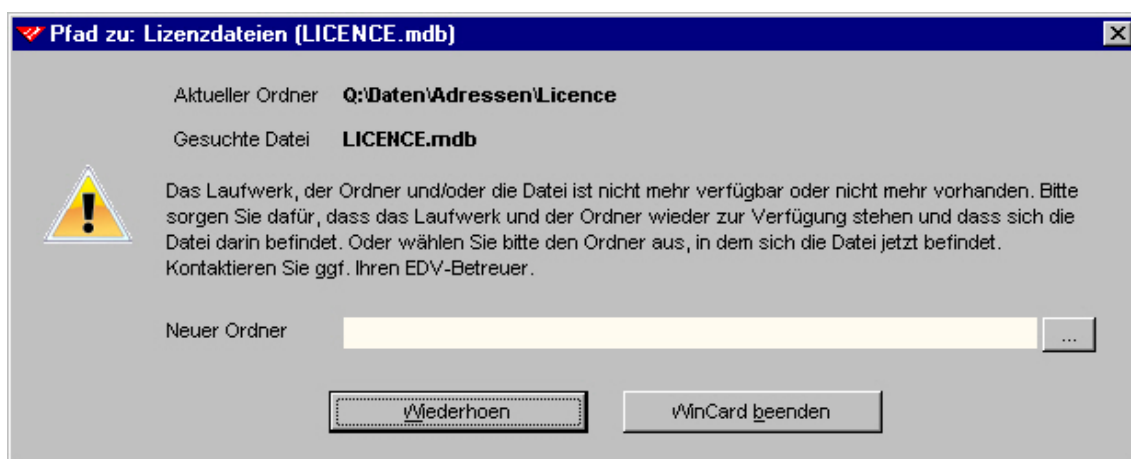 Pfad zu: Lizenzdateien (LICENCE.mdb)
Aktueller Ordner Q:\Daten\Adressen\Licence
Gesuchte Datei LICENCE.mdb
Das Laufwerk, der Ordner und/oder die Datei ist nicht mehr verfügbar oder nicht mehr vorhanden. Bitte
sorgen Sie dafür, dass das Laufwerk und der Ordner wieder zur Verfügung stehen und dass sich die
Datei darin befindet. Oder wählen Sie bitte den Ordner aus, in dem sich die Datei jetzt befindet.
Kontaktieren Sie ggf. Ihren EDV-Betreuer.
Neuer Ordner ...
Wiederhoen WinCard beenden